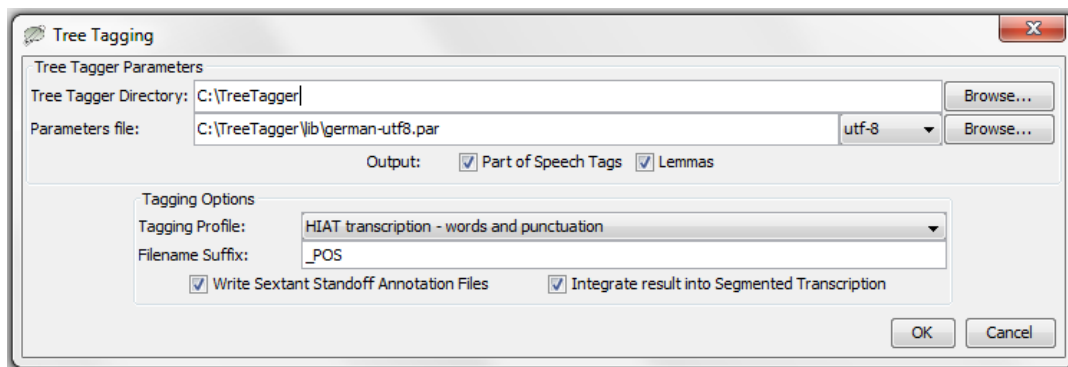 Tree Tagging
Tree Tagger Parameters
Tree Tagger Directory: C:\TreeTagger Browse...
Parameters file: C:\TreeTagger\lib\german-utf8.par utf-8 Browse...
Output: Part of Speech Tags Lemmas
Tagging Options
Tagging Profile: HIAT transcription - words and punctuation
Filename Suffix: _POS
Write Sextant Standoff Annotation Files Integrate result into Segmented Transcription
OK Cancel